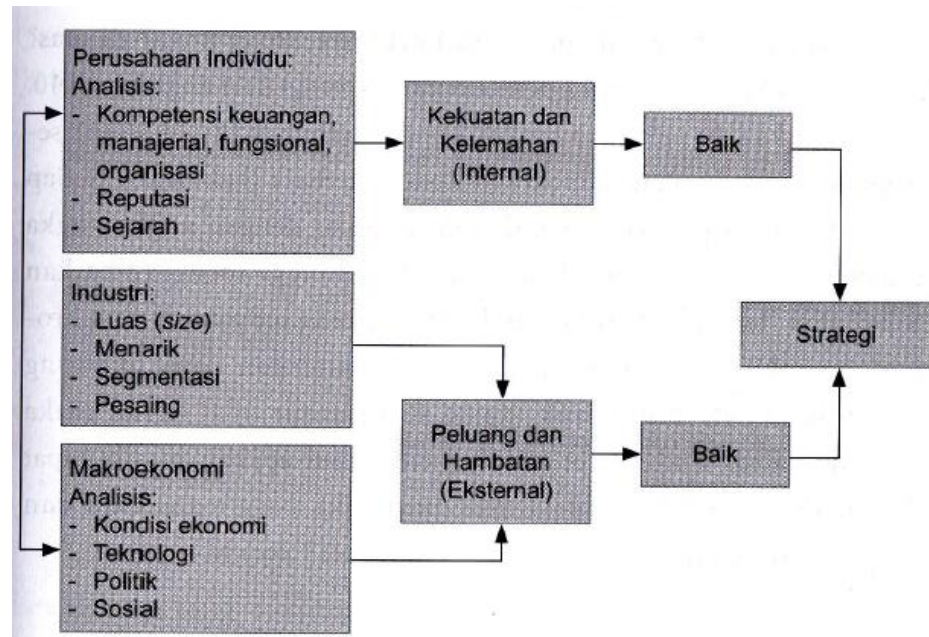 Perusahaan Individu:
Analisis:
- Kompetensi keuangan,
manajerial, fungsional,
organisasi
- Reputasi
- Sejarah
Kekuatan dan
Kelemahan
(Internal)
Baik
Industri:
- Luas (size)
- Menarik
- Segmentasi
- Pesaing
Strategi
Peluang dan
Hambatan
(Eksternal)
Baik
Makroekonomi
Analisis:
- Kondisi ekonomi
- Teknologi
- Politik
- Sosial